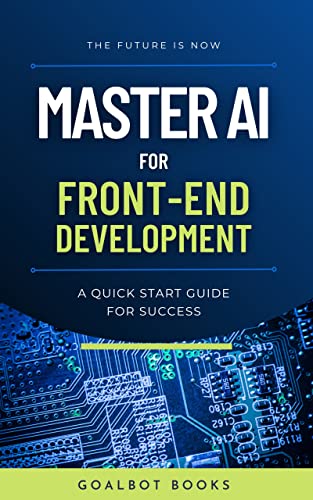 THE FUTURE IS NOW
MASTER AI
FOR
FRONT-END
DEVELOPMENT
A QUICK START GUIDE
FOR SUCCESS
GOALBOT BOOKS